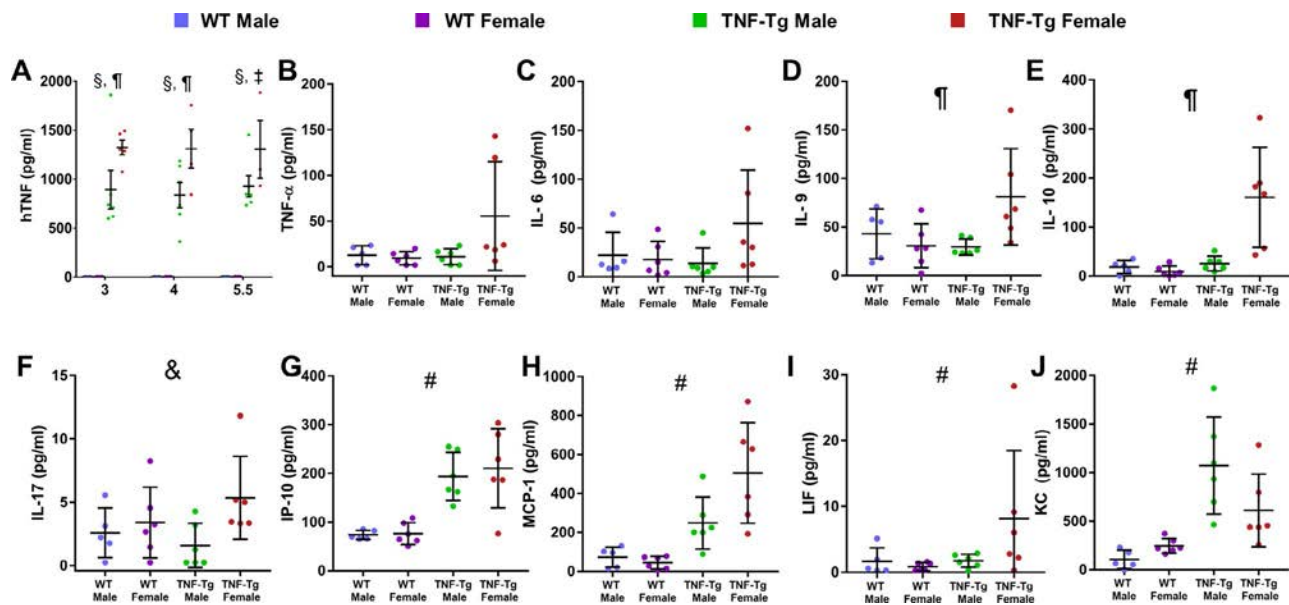 WT Male WT Female TNF-Tg Male TNF-Tg Female
A
§, ¶ §, ¶ §, ‡
hTNF (pg/ml)
2000
1500
1000
500
0
3 4 5.5
B
TNF-α (pg/ml)
200
150
100
50
0
WT Male
WT Female
TNF-Tg Male
TNF-Tg Female
C
IL- 6 (pg/ml)
200
150
100
50
0
WT Male
WT Female
TNF-Tg Male
TNF-Tg Female
D
¶
IL- 9 (pg/ml)
200
150
100
50
0
WT Male
WT Female
TNF-Tg Male
TNF-Tg Female
E
¶
IL- 10 (pg/ml)
400
300
200
100
0
WT Male
WT Female
TNF-Tg Male
TNF-Tg Female
F
&
IL-17 (pg/ml)
15
10
5
0
WT Male
WT Female
TNF-Tg Male
TNF-Tg Female
G
#
IP-10 (pg/ml)
400
300
200
100
0
WT Male
WT Female
TNF-Tg Male
TNF-Tg Female
H
#
MCP-1 (pg/ml)
1000
800
600
400
200
0
WT Male
WT Female
TNF-Tg Male
TNF-Tg Female
I
#
LIF (pg/ml)
30
20
10
0
WT Male
WT Female
TNF-Tg Male
TNF-Tg Female
J
#
KC (pg/ml)
2000
1500
1000
500
0
WT Male
WT Female
TNF-Tg Male
TNF-Tg Female